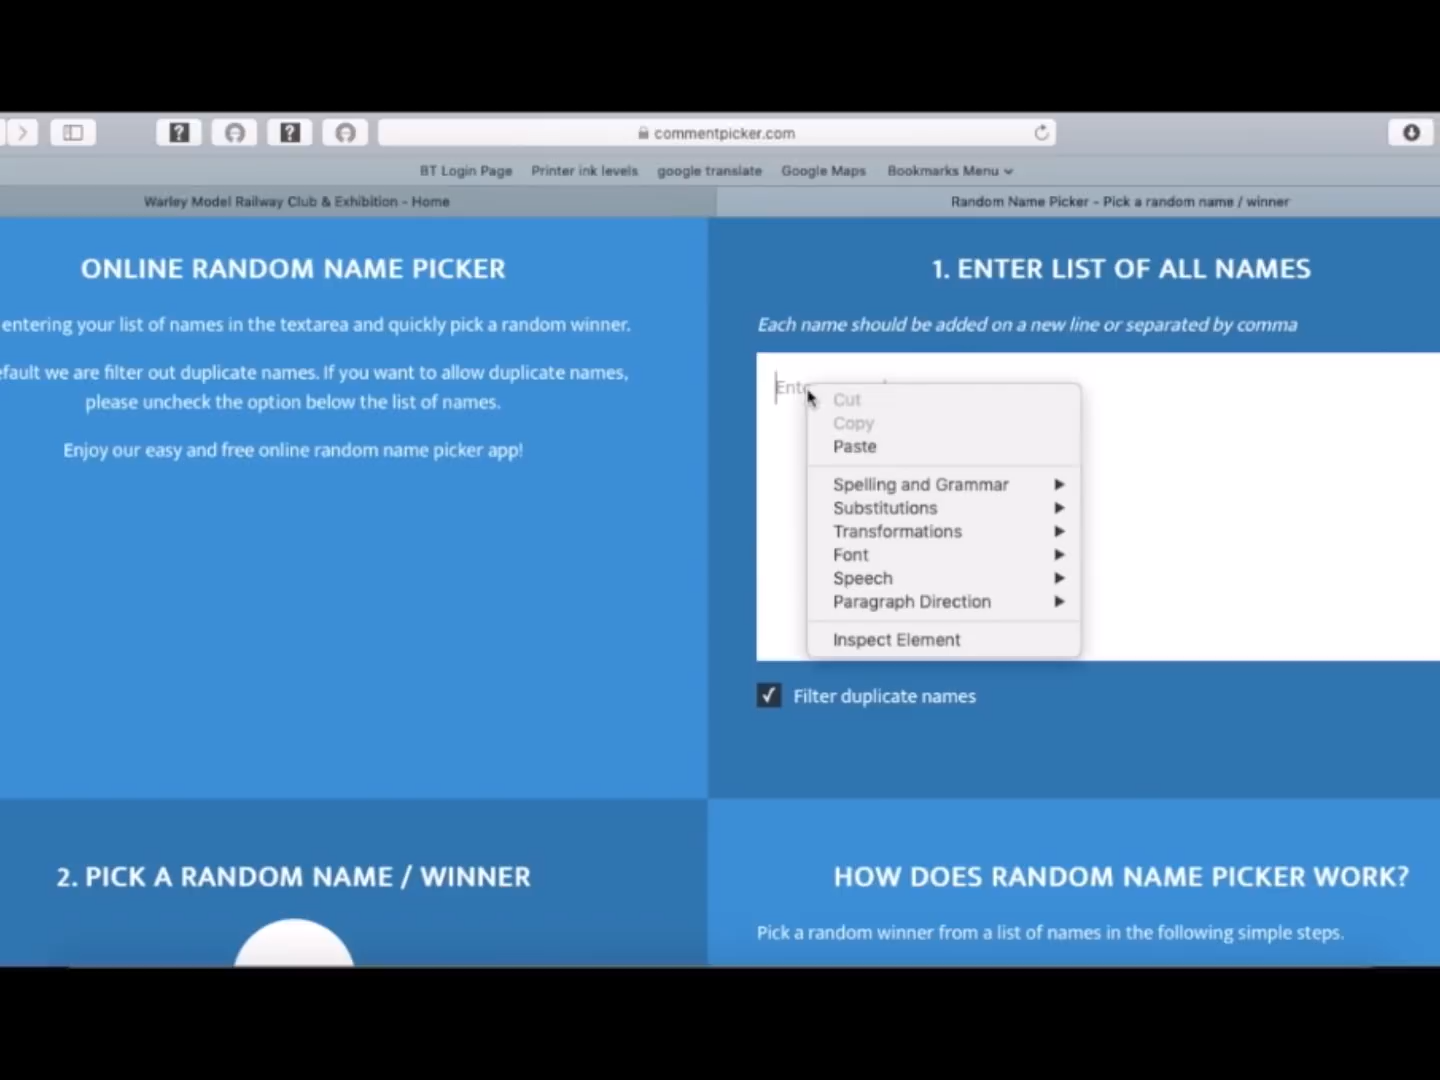 commentpicker.com
BT Login Page
Printer ink levels
google translate
Google Maps
Bookmarks Menu
Warley Model Railway Club & Exhibition - Home
Random Name Picker - Pick a random name / winner
ONLINE RANDOM NAME PICKER
entering your list of names in the textarea and quickly pick a random winner.
we are filter out duplicate names. If you want to allow duplicate names,
please uncheck the option below the list of names.
Enjoy our easy and free online random name picker app!
1. ENTER LIST OF ALL NAMES
Each name should be added on a new line or separated by comma
Cut
Copy
Paste
Spelling and Grammar
Substitutions
Transformations
Font
Speech
Paragraph Direction
Inspect Element
Filter duplicate names
2. PICK A RANDOM NAME / WINNER
HOW DOES RANDOM NAME PICKER WORK?
Pick a random winner from a list of names in the following simple steps.